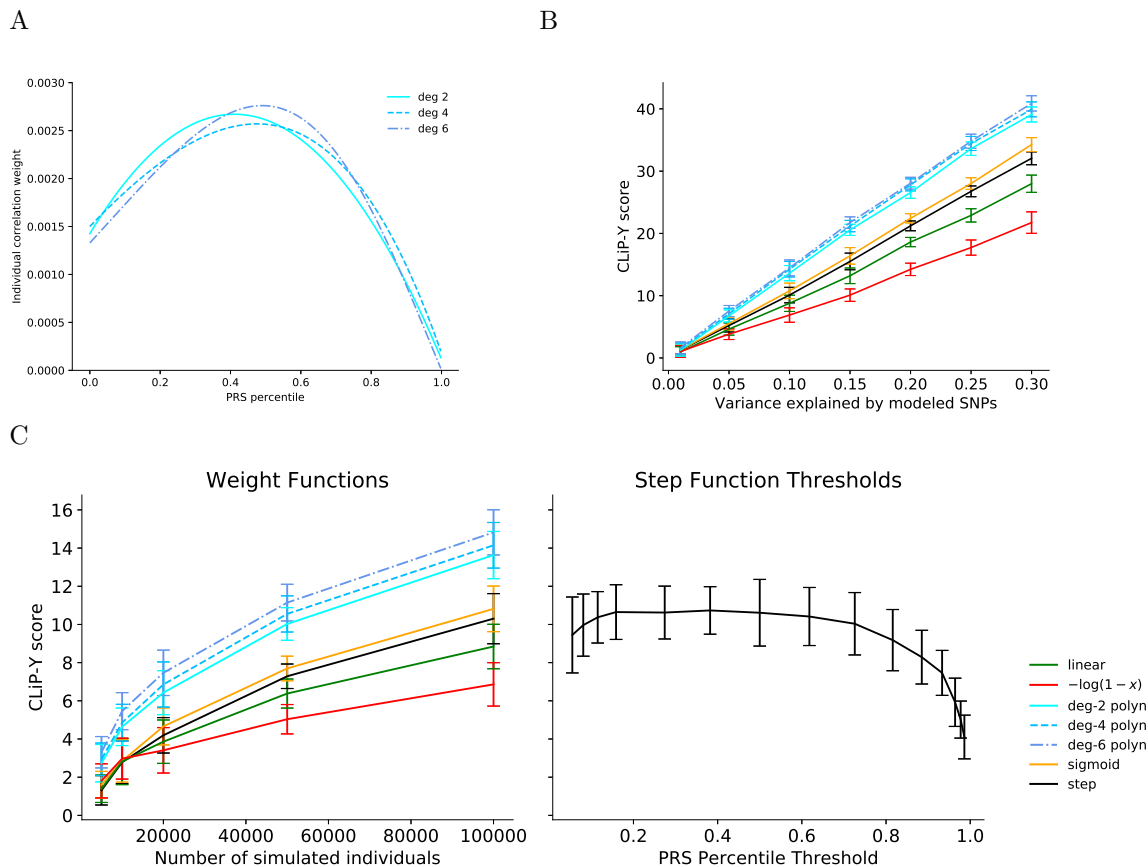 A
B
0.0030
0.0025
0.0020
0.0015
0.0010
0.0005
0.0000
Individual correlation weight
deg 2
deg 4
deg 6
0.0 0.2 0.4 0.6 0.8 1.0
PRS percentile
40
30
20
10
0
CLiP-Y score
0.00 0.05 0.10 0.15 0.20 0.25 0.30
Variance explained by modeled SNPs
C
Weight Functions
16
14
12
10
8
6
4
2
0
CLiP-Y score
20000 40000 60000 80000 100000
Number of simulated individuals
Step Function Thresholds
0.2 0.4 0.6 0.8 1.0
PRS Percentile Threshold
linear
−log(1 − x)
deg-2 polyn
deg-4 polyn
deg-6 polyn
sigmoid
step